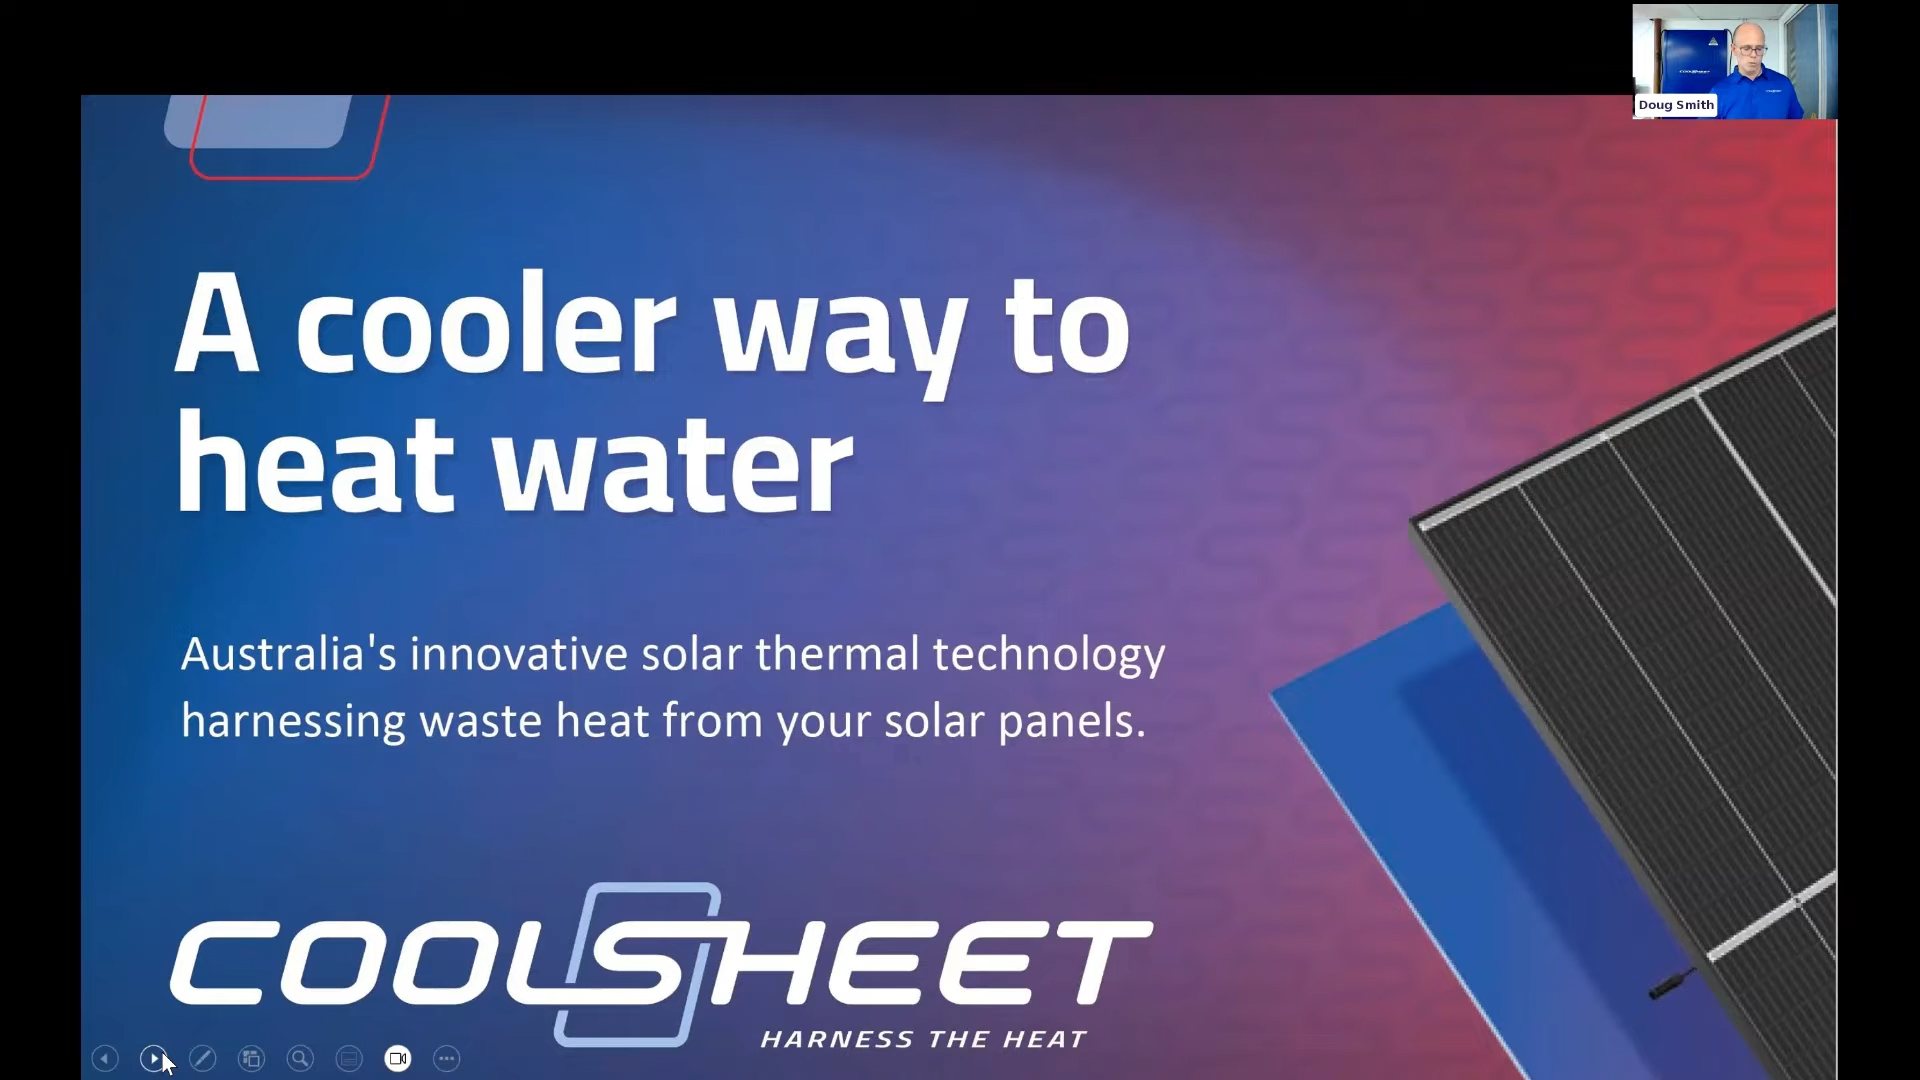 Doug Smith
A cooler way to
heat water
Australia's innovative solar thermal technology
harnessing waste heat from your solar panels.
COOLSHEET
HARNESS THE HEAT